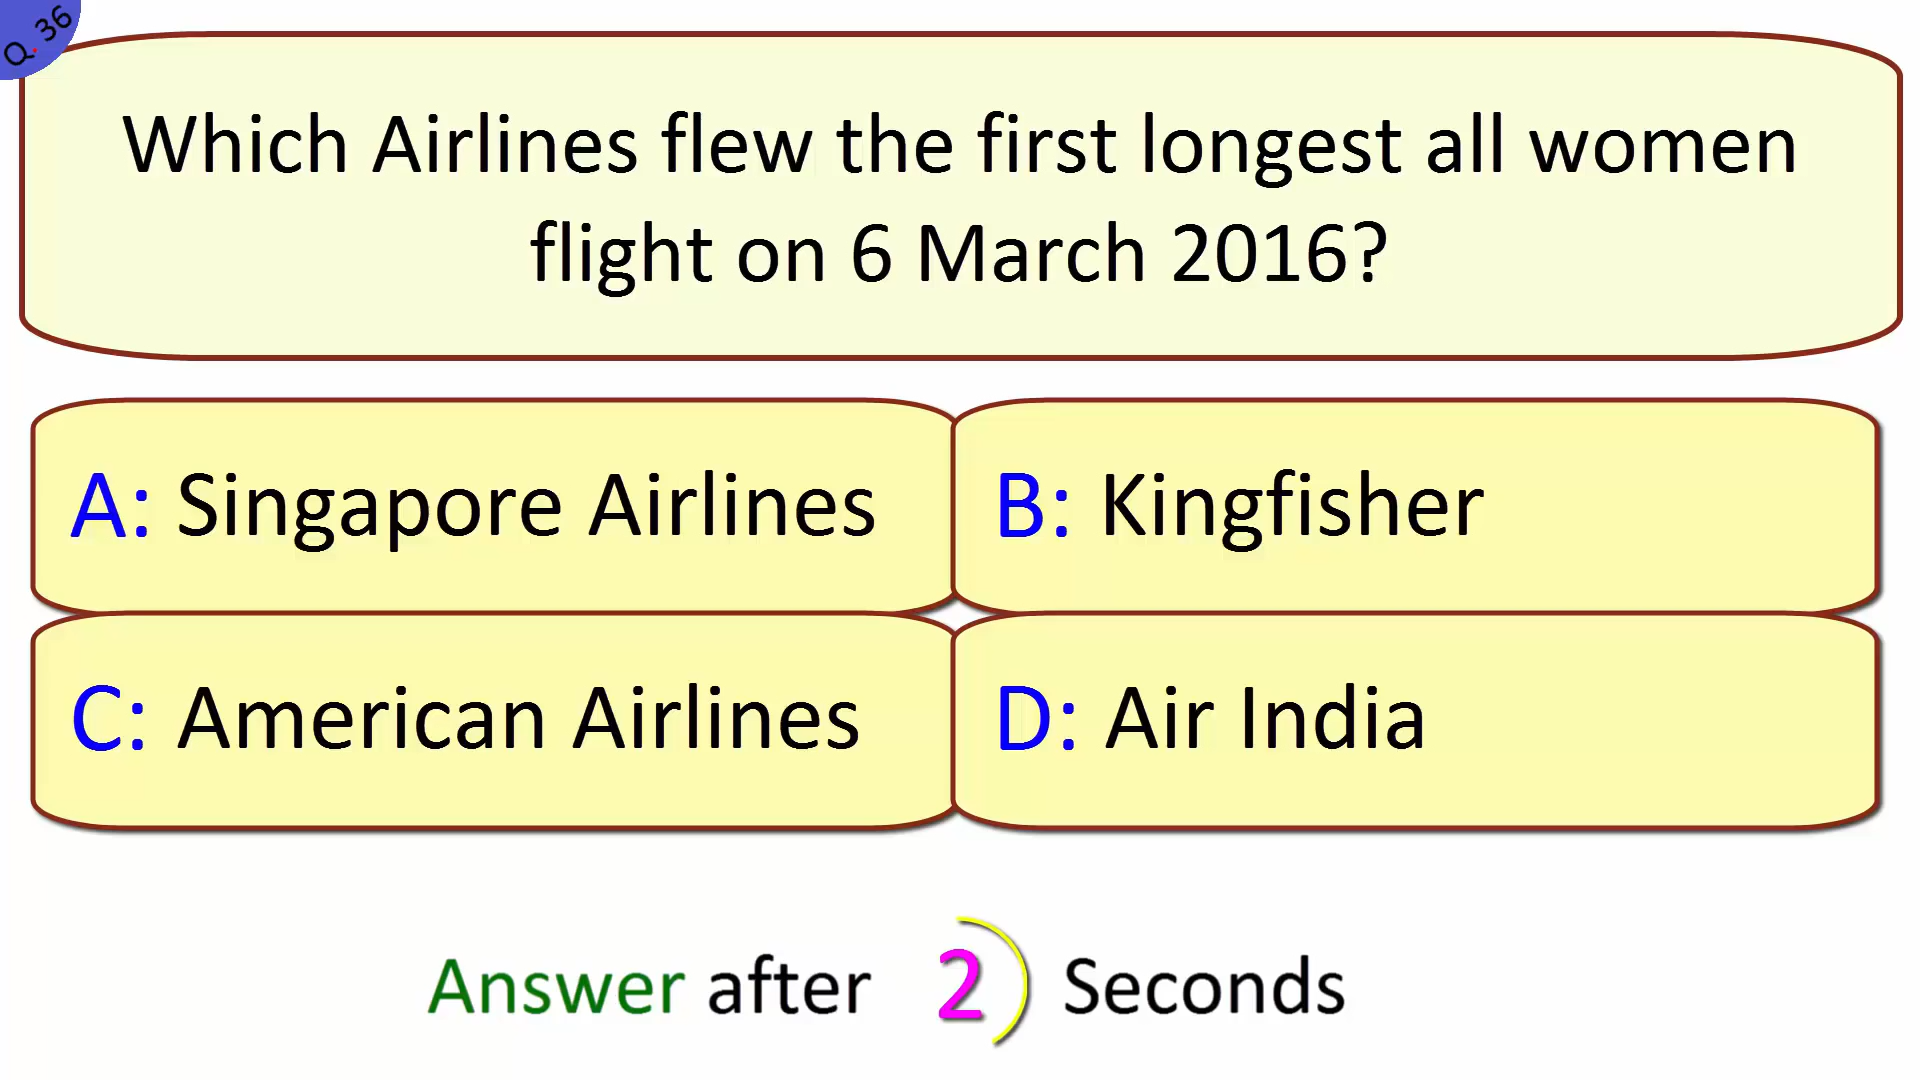 Q. 36
Which Airlines flew the first longest all women
flight on 6 March 2016?
A: Singapore Airlines
B: Kingfisher
C: American Airlines
D: Air India
Answer after 2 Seconds